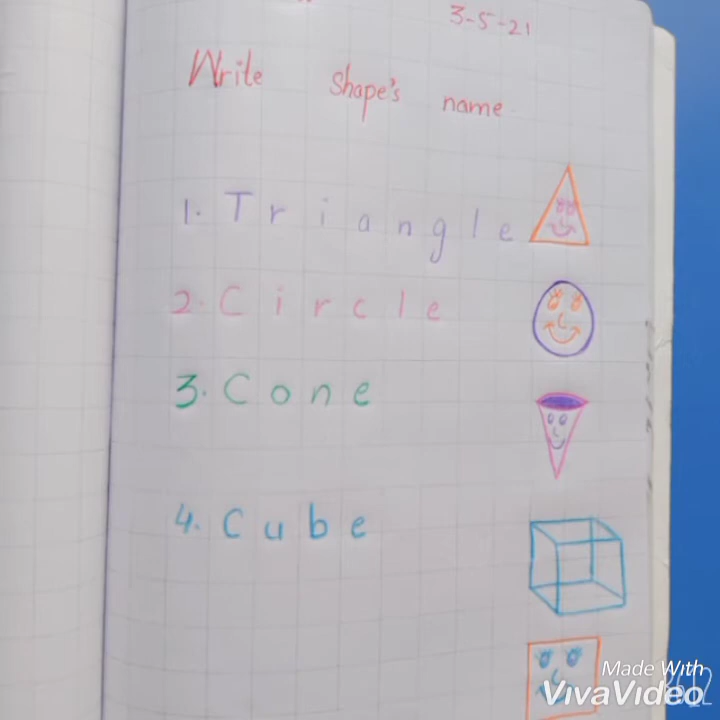 3-5-21
Write shape's name
1. Triangle
2. Circle
3. Cone
4. Cube
Made With
VivaVideo